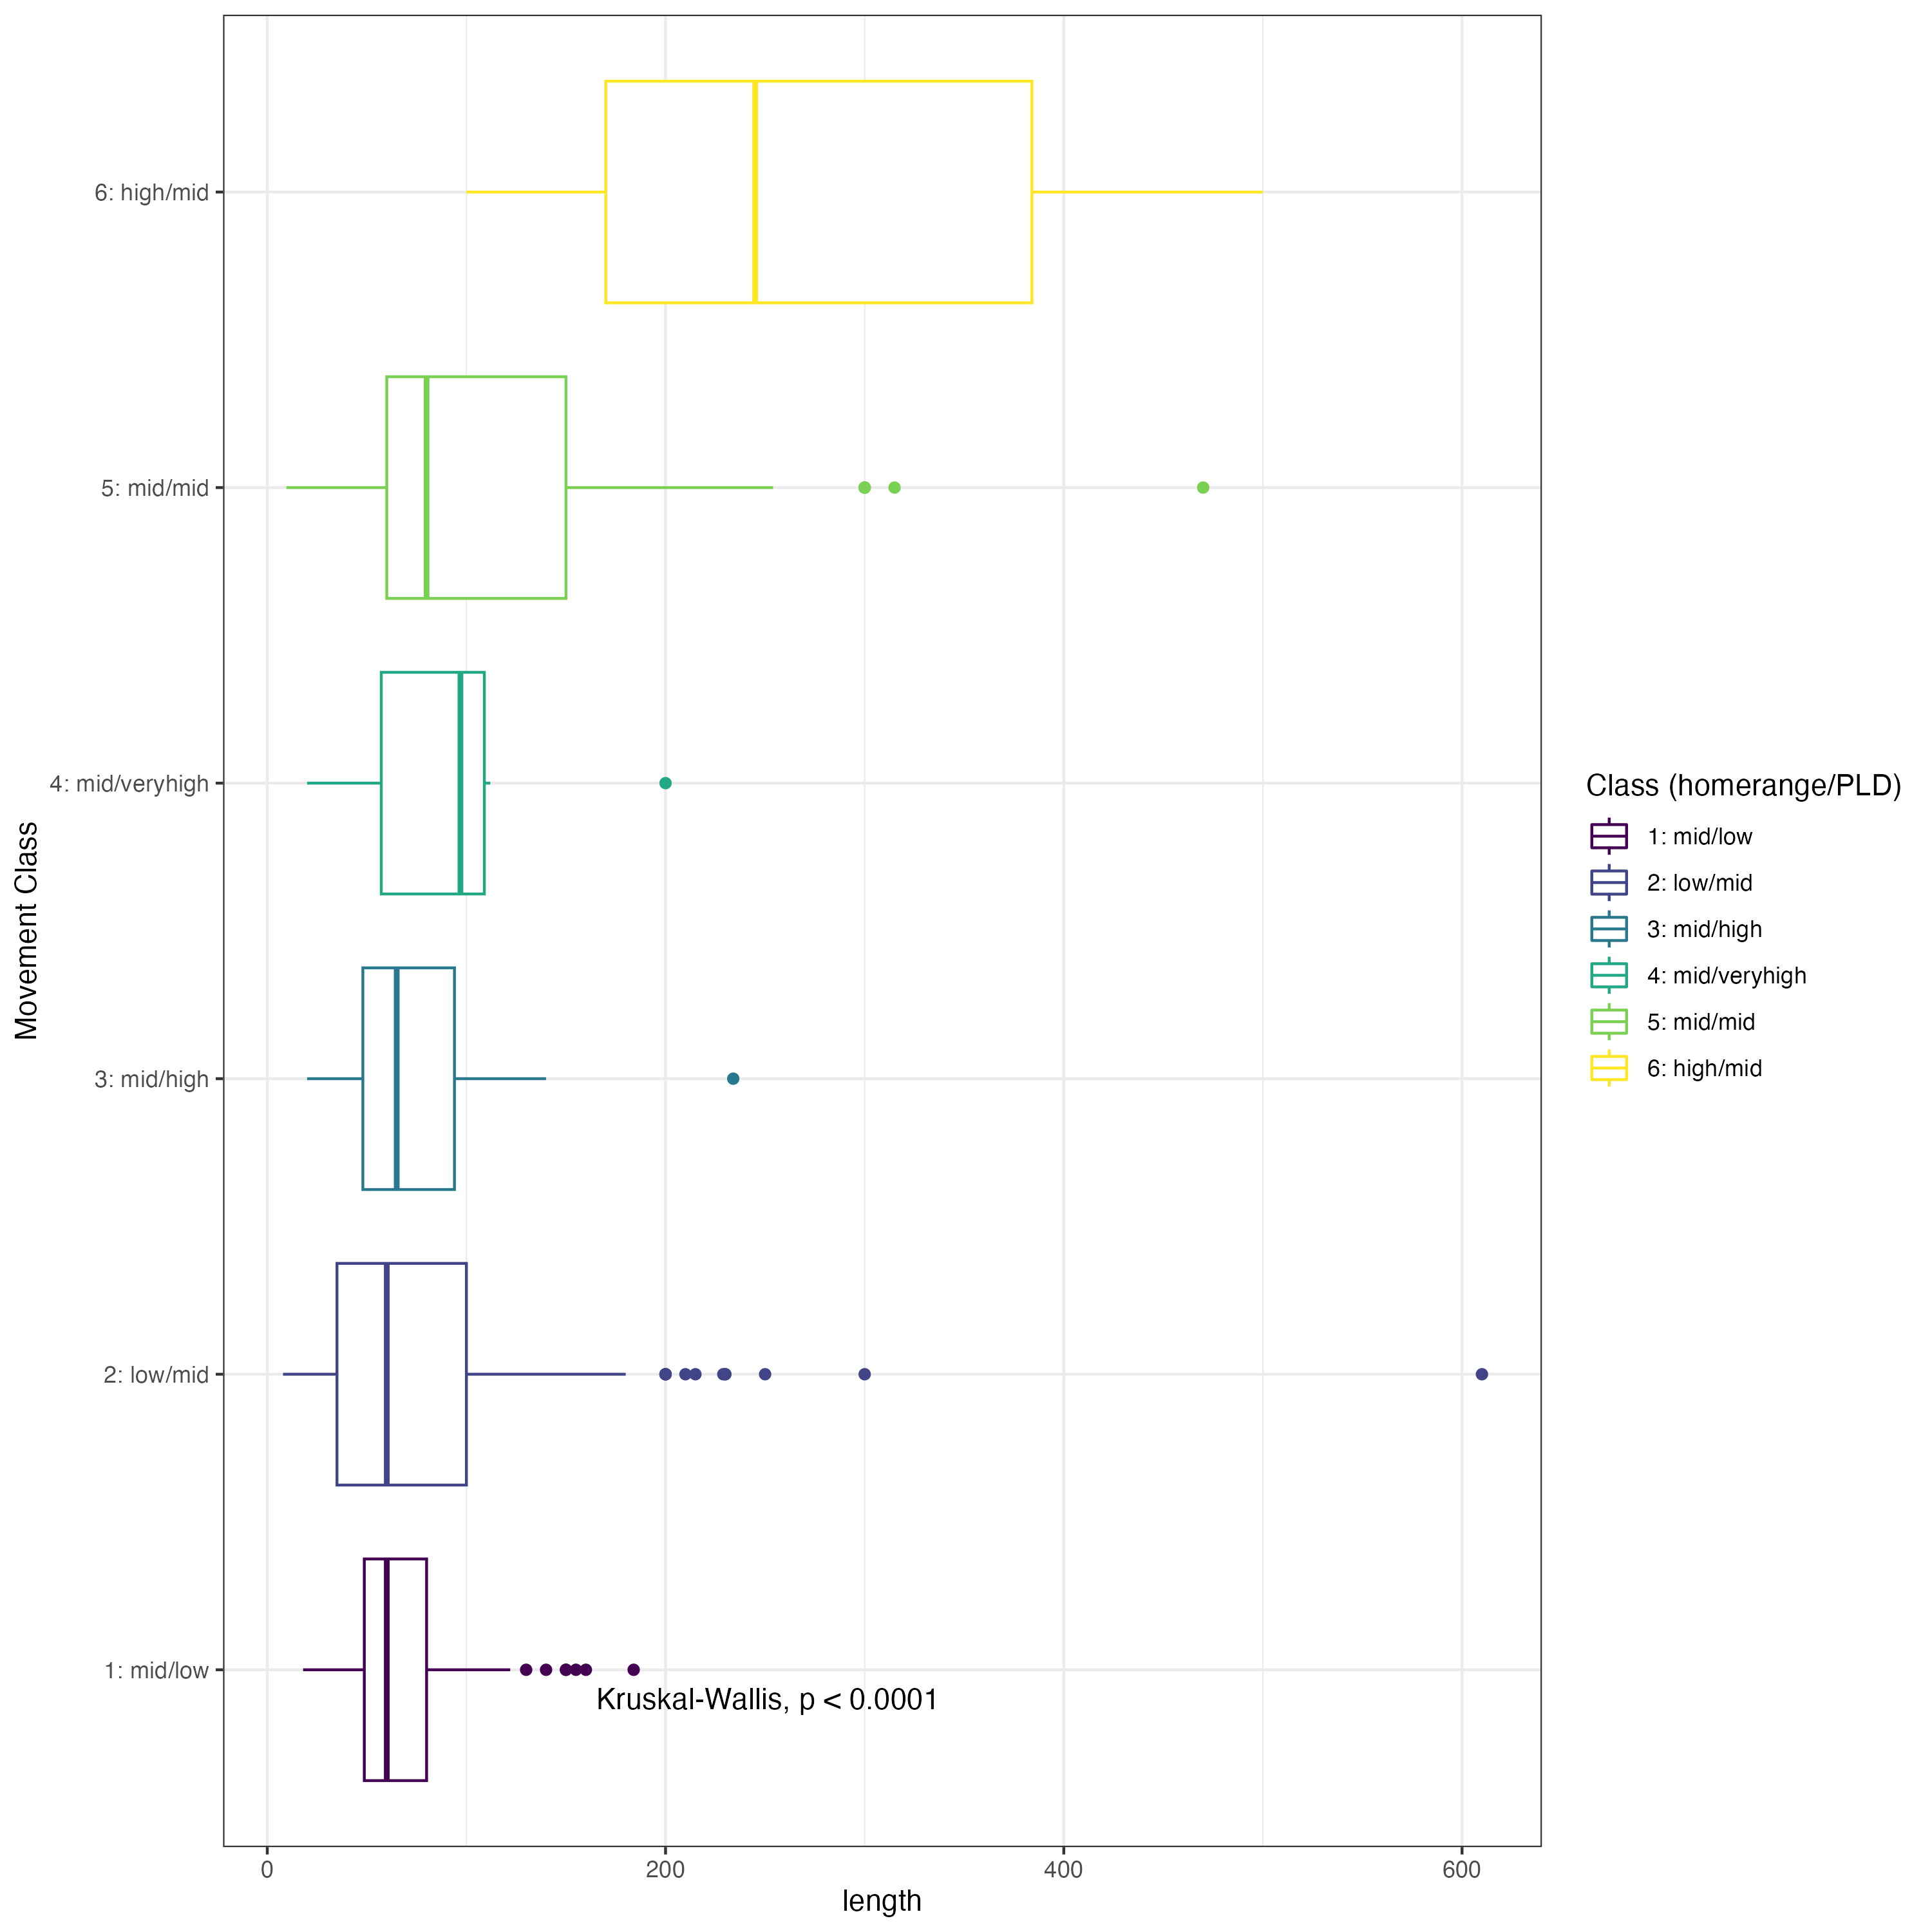 6: high/mid
5: mid/mid
4: mid/veryhigh
3: mid/high
2: low/mid
1: mid/low
Movement Class
Kruskal-Wallis, p < 0.0001
0 200 400 600
length
Class (homerange/PLD)
1: mid/low
2: low/mid
3: mid/high
4: mid/veryhigh
5: mid/mid
6: high/mid